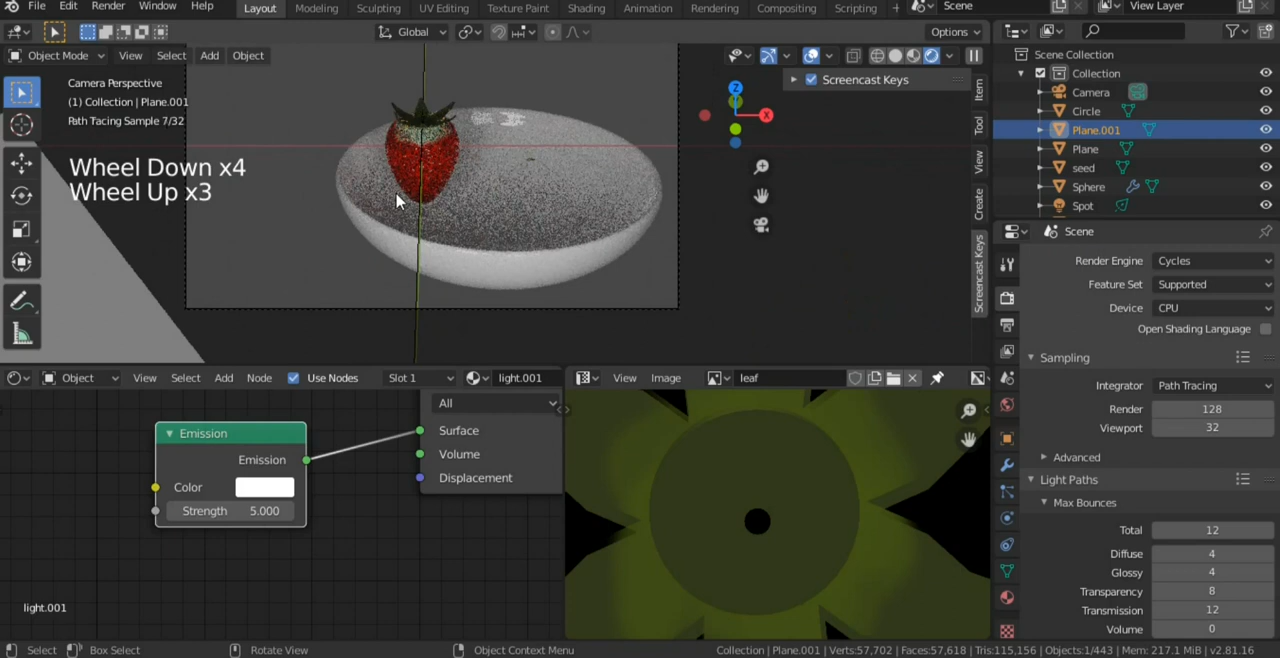 File Edit Render Window Help Layout Modeling Sculpting UV Editing Texture Paint Shading Animation Rendering Compositing Scripting + Scene View Layer
Global Options
Object Mode View Select Add Object
Screencast Keys
Camera Perspective
(1) Collection | Plane.001
Path Tacing Sample 7/32
Wheel Down x4
Wheel Up x3
Z
X
Item
Tool
View
Create
Screencast Keys
Scene Collection
Collection
Camera
Circle
Plane.001
Plane
seed
Sphere
Spot
Scene
Render Engine Cycles
Feature Set Supported
Device CPU
Open Shading Language
Sampling
Integrator Path Tracing
Render 128
Viewport 32
Advanced
Light Paths
Max Bounces
Total 12
Diffuse 4
Glossy 4
Transparency 8
Transmission 12
Volume 0
Object View Select Add Node Use Nodes Slot 1 light.001
All
Emission
Emission
Color
Strength 5.000
Surface
Volume
Displacement
light.001
View Image leaf
Select Box Select Rotate View Object Context Menu
Collection | Plane.001 | Verts:57,702 | Faces:57,618 | Tris:115,156 | Objects:1/443 | Mem: 217.1 MiB | v2.81.16